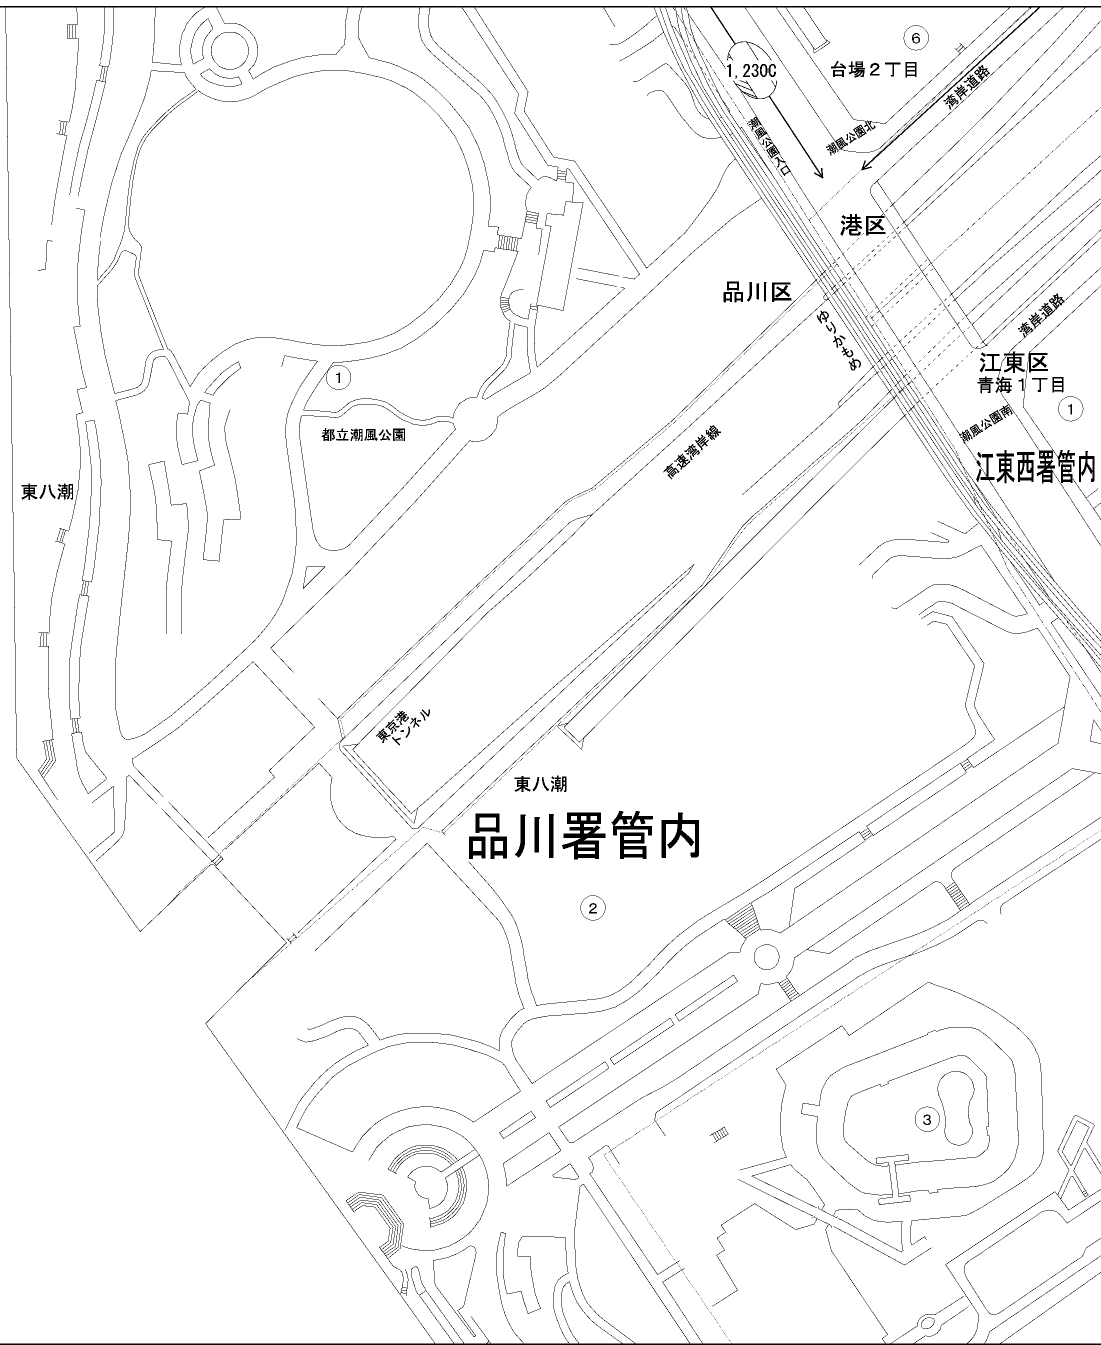 6
台場2丁目
1,230C
湾岸道路
潮風公園北
潮風公園入口
港区
品川区
ゆりかもめ
湾岸道路
江東区
青海1丁目
1
1
潮風公園南
都立潮風公園
高速湾岸線
江東西署管内
東八潮
東京港
トンネル
東八潮
品川署管内
2
3